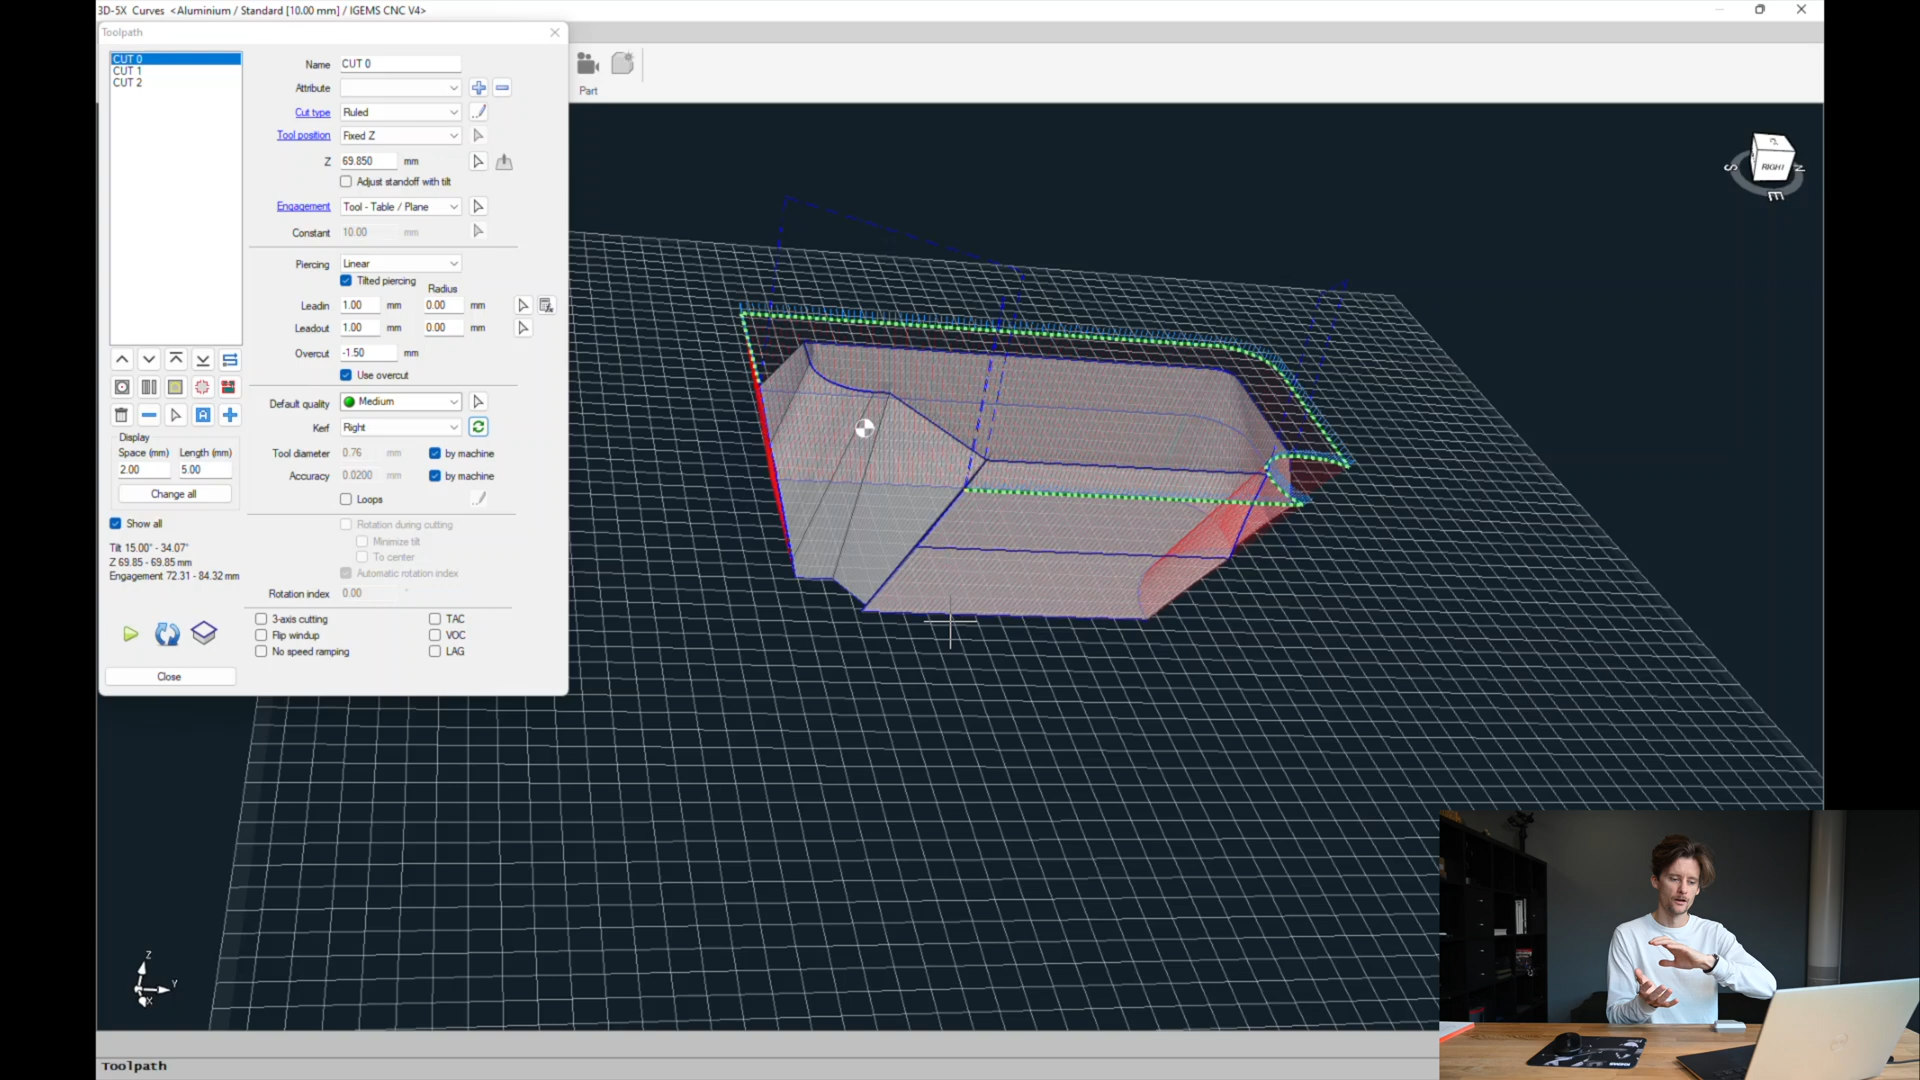 3D-5X Curves <Aluminium / Standard [10.00 mm] / IGEMS CNC V4>
Toolpath
CUT 0
CUT 1
CUT 2
Name CUT 0
Attribute
Cut type Ruled
Tool position Fixed Z
Z 69.850 mm
Adjust standoff with tilt
Engagement Tool - Table / Plane
Constant 10.00 mm
Piercing Linear
Tilted piercing
Radius
Leadin 1.00 mm 0.00 mm
Leadout 1.00 mm 0.00 mm
Overcut -1.50 mm
Use overcut
Default quality Medium
Kerf Right
Tool diameter 0.76 mm by machine
Accuracy 0.0200 mm by machine
Loops
Rotation during cutting
Minimize tilt
To center
Automatic rotation index
Rotation index 0.00 °
3-axis cutting TAC
Flip windup VOC
No speed ramping LAG
Display
Space (mm) Length (mm)
2.00 5.00
Change all
Show all
Tilt 15.00° - 34.07°
Z 69.85 - 69.85 mm
Engagement 72.31 - 84.32 mm
Close
Part
RIGHT
S
N
E
Z
Y
X
Toolpath